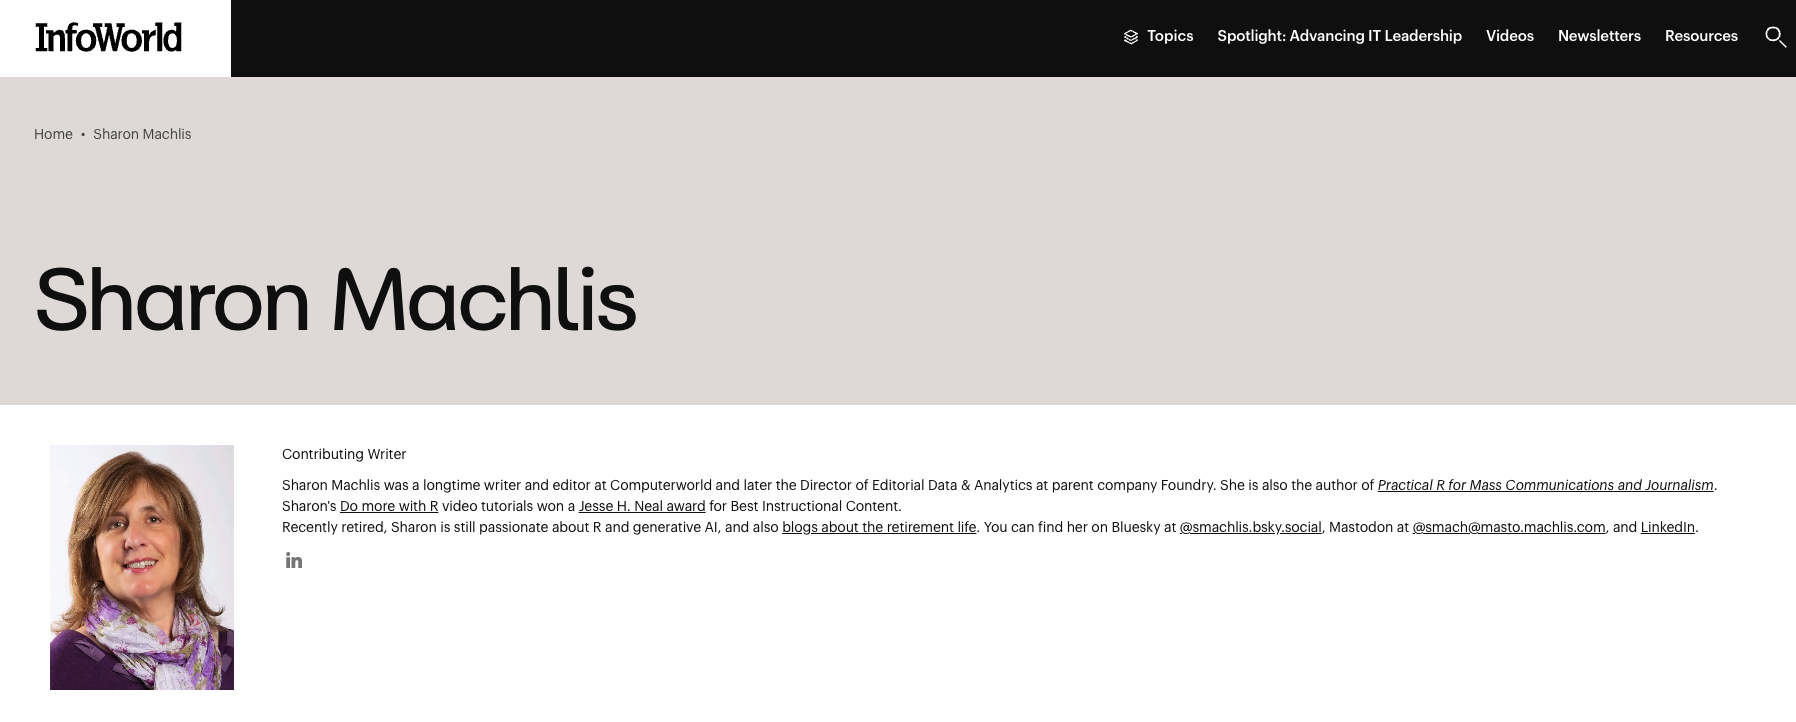 InfoWorld
Topics Spotlight: Advancing IT Leadership Videos Newsletters Resources
Home • Sharon Machlis
Sharon Machlis
Contributing Writer
Sharon Machlis was a longtime writer and editor at Computerworld and later the Director of Editorial Data & Analytics at parent company Foundry. She is also the author of Practical R for Mass Communications and Journalism.
Sharon's Do more with R video tutorials won a Jesse H. Neal award for Best Instructional Content.
Recently retired, Sharon is still passionate about R and generative AI, and also blogs about the retirement life. You can find her on Bluesky at @smachlis.bsky.social, Mastodon at @smach@masto.machlis.com, and LinkedIn.
in